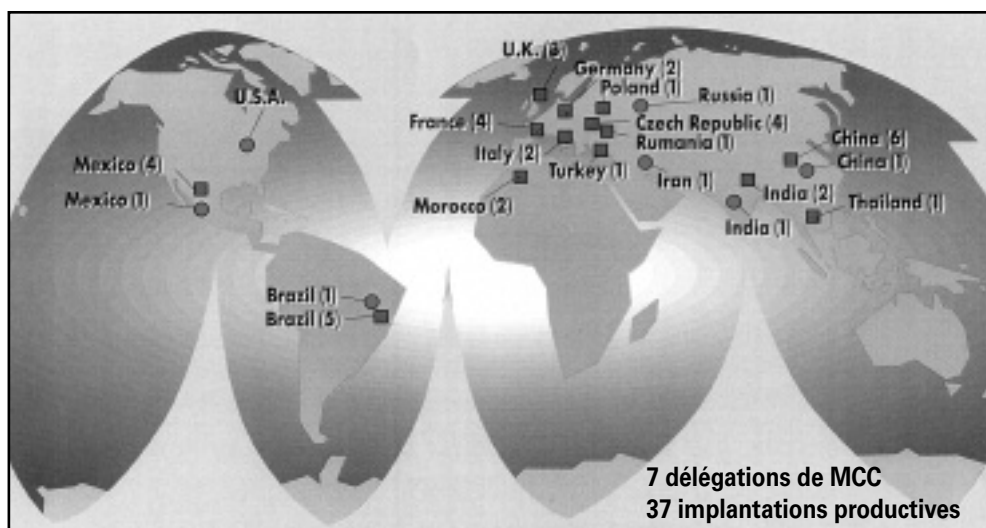 U.K. (3)
Germany (2)
Poland (1)
U.S.A.
Russia (1)
France (4)
Czech Republic (4)
Italy (2)
Rumania (1)
China (6)
Mexico (4)
Turkey (1)
Iran (1)
China (1)
Mexico (1)
Morocco (2)
India (2)
Thailand (1)
India (1)
Brazil (1)
Brazil (5)
7 délégations de MCC
37 implantations productives